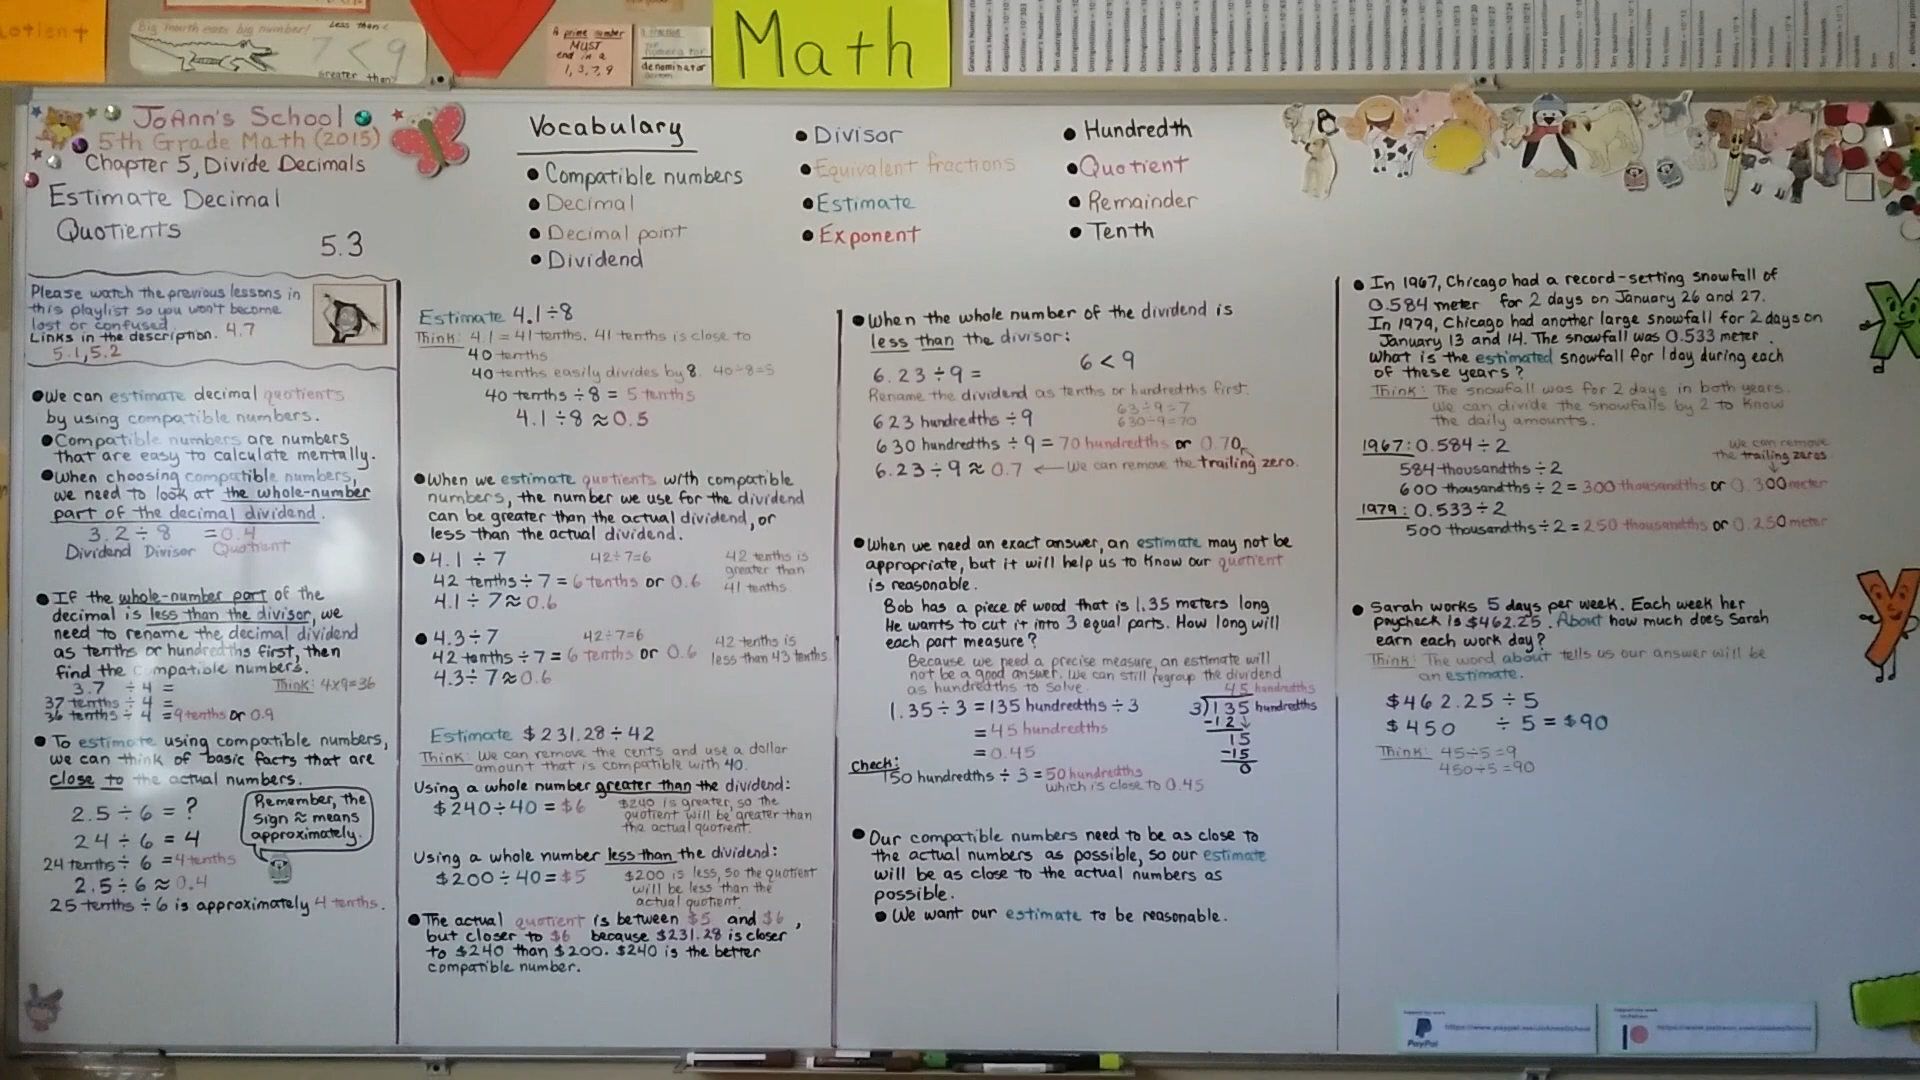 Big mouth eats big number!
Less than <
7 < 9
greater than >
A prime number
MUST
end in a
1, 3, 7, 9
denominator
Math
JoAnn's School
5th Grade Math (2015)
Chapter 5, Divide Decimals
Estimate Decimal
Quotients
5.3
Vocabulary
• Compatible numbers
• Decimal
• Decimal point
• Dividend
• Divisor
• Equivalent fractions
• Estimate
• Exponent
• Hundredth
• Quotient
• Remainder
• Tenth
Please watch the previous lessons in
this playlist so you won't become
lost or confused. 4.7
Links in the description.
5.1, 5.2
• We can estimate decimal quotients
by using compatible numbers.
• Compatible numbers are numbers
that are easy to calculate mentally.
• When choosing compatible numbers,
we need to look at the whole-number
part of the decimal dividend.
3.2 ÷ 8 = 0.4
Dividend Divisor Quotient
• If the whole-number part of the
decimal is less than the divisor, we
need to rename the decimal dividend
as tenths or hundredths first, then
find the compatible numbers.
3.7 ÷ 4 = Think: 4x9=36
37 tenths ÷ 4 =
36 tenths ÷ 4 = 9 tenths or 0.9
• To estimate using compatible numbers,
we can think of basic facts that are
close to the actual numbers.
2.5 ÷ 6 = ?
24 ÷ 6 = 4
24 tenths ÷ 6 = 4 tenths
2.5 ÷ 6 ≈ 0.4
25 tenths ÷ 6 is approximately 4 tenths.
Remember, the
sign ≈ means
approximately.
Estimate 4.1 ÷ 8
Think: 4.1 = 41 tenths. 41 tenths is close to
40 tenths
40 tenths easily divides by 8. 40÷8=5
40 tenths ÷ 8 = 5 tenths
4.1 ÷ 8 ≈ 0.5
• When we estimate quotients with compatible
numbers, the number we use for the dividend
can be greater than the actual dividend, or
less than the actual dividend.
• 4.1 ÷ 7 42÷7=6
42 tenths ÷ 7 = 6 tenths or 0.6
4.1 ÷ 7 ≈ 0.6
42 tenths is
greater than
41 tenths.
• 4.3 ÷ 7 42÷7=6
42 tenths ÷ 7 = 6 tenths or 0.6
4.3 ÷ 7 ≈ 0.6
42 tenths is
less than 43 tenths.
Estimate $231.28 ÷ 42
Think: We can remove the cents and use a dollar
amount that is compatible with 40.
Using a whole number greater than the dividend:
$240 ÷ 40 = $6
$240 is greater, so the
quotient will be greater than
the actual quotient.
Using a whole number less than the dividend:
$200 ÷ 40 = $5
$200 is less, so the quotient
will be less than the
actual quotient.
• The actual quotient is between $5 and $6,
but closer to $6 because $231.28 is closer
to $240 than $200. $240 is the better
compatible number.
• When the whole number of the dividend is
less than the divisor:
6 < 9
6.23 ÷ 9 =
Rename the dividend as tenths or hundredths first.
623 hundredths ÷ 9
63÷9=7
630÷9=70
630 hundredths ÷ 9 = 70 hundredths or 0.70
6.23 ÷ 9 ≈ 0.7 ← We can remove the trailing zero.
• When we need an exact answer, an estimate may not be
appropriate, but it will help us to know our quotient
is reasonable.
Bob has a piece of wood that is 1.35 meters long.
He wants to cut it into 3 equal parts. How long will
each part measure?
Because we need a precise measure, an estimate will
not be a good answer. We can still regroup the dividend
as hundredths to solve.
1.35 ÷ 3 = 135 hundredths ÷ 3
= 45 hundredths
= 0.45
45 hundredths
3)135 hundredths
-12↓
15
-15
0
Check:
150 hundredths ÷ 3 = 50 hundredths
which is close to 0.45
• Our compatible numbers need to be as close to
the actual numbers as possible, so our estimate
will be as close to the actual numbers as
possible.
• We want our estimate to be reasonable.
• In 1967, Chicago had a record-setting snowfall of
0.584 meter for 2 days on January 26 and 27.
In 1979, Chicago had another large snowfall for 2 days on
January 13 and 14. The snowfall was 0.533 meter.
What is the estimated snowfall for 1 day during each
of these years?
Think: The snowfall was for 2 days in both years.
We can divide the snowfalls by 2 to know
the daily amounts.
1967: 0.584 ÷ 2
We can remove
the trailing zeros
584 thousandths ÷ 2
600 thousandths ÷ 2 = 300 thousandths or 0.300 meter
1979: 0.533 ÷ 2
500 thousandths ÷ 2 = 250 thousandths or 0.250 meter
• Sarah works 5 days per week. Each week her
paycheck is $462.25. About how much does Sarah
earn each work day?
Think: The word about tells us our answer will be
an estimate.
$462.25 ÷ 5
$450 ÷ 5 = $90
Think: 45÷5=9
450÷5=90
PayPal